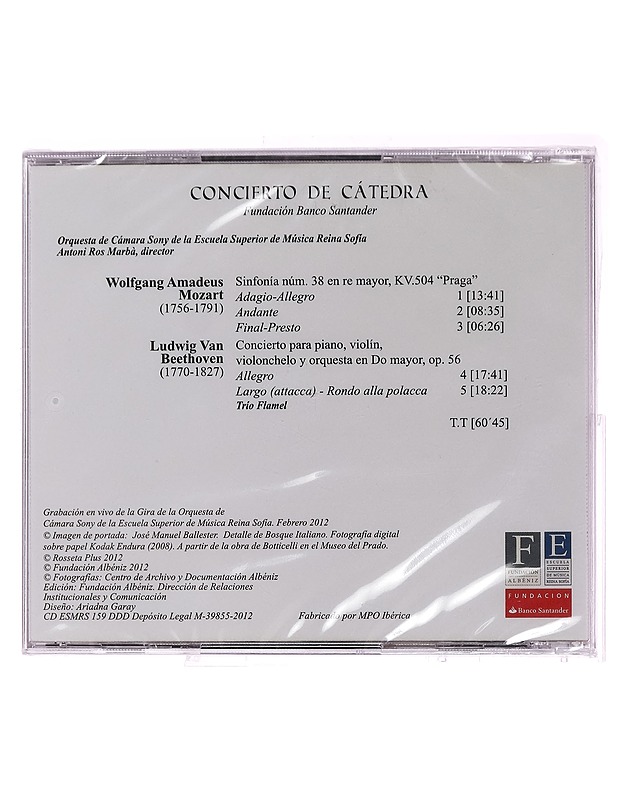 CONCIERTO DE CÁTEDRA
Fundación Banco Santander
Orquesta de Cámara Sony de la Escuela Superior de Música Reina Sofía
Antoni Ros Marbà, director
Wolfgang Amadeus Mozart
(1756-1791)
Sinfonía núm. 38 en re mayor, KV.504 “Praga”
Adagio-Allegro 1 [13:41]
Andante 2 [08:35]
Final-Presto 3 [06:26]
Ludwig Van Beethoven
(1770-1827)
Concierto para piano, violín,
violonchelo y orquesta en Do mayor, op. 56
Allegro 4 [17:41]
Largo (attacca) - Rondo alla polacca 5 [18:22]
Trío Flamel
T.T [60´45]
Grabación en vivo de la Gira de la Orquesta de
Cámara Sony de la Escuela Superior de Música Reina Sofía. Febrero 2012
© Imagen de portada: José Manuel Ballester. Detalle de Bosque Italiano. Fotografía digital
sobre papel Kodak Endura (2008). A partir de la obra de Botticelli en el Museo del Prado.
© Rosseta Plus 2012
© Fundación Albéniz 2012
© Fotografías: Centro de Archivo y Documentación Albéniz
Edición: Fundación Albéniz. Dirección de Relaciones
Institucionales y Comunicación
Diseño: Ariadna Garay
CD ESMRS 159 DDD Depósito Legal M-39855-2012 Fabricado por MPO Ibérica
F
FUNDACIÓN
ALBÉNIZ
E
ESCUELA
SUPERIOR
DE MÚSICA
REINA SOFÍA
FUNDACIÓN
Banco Santander